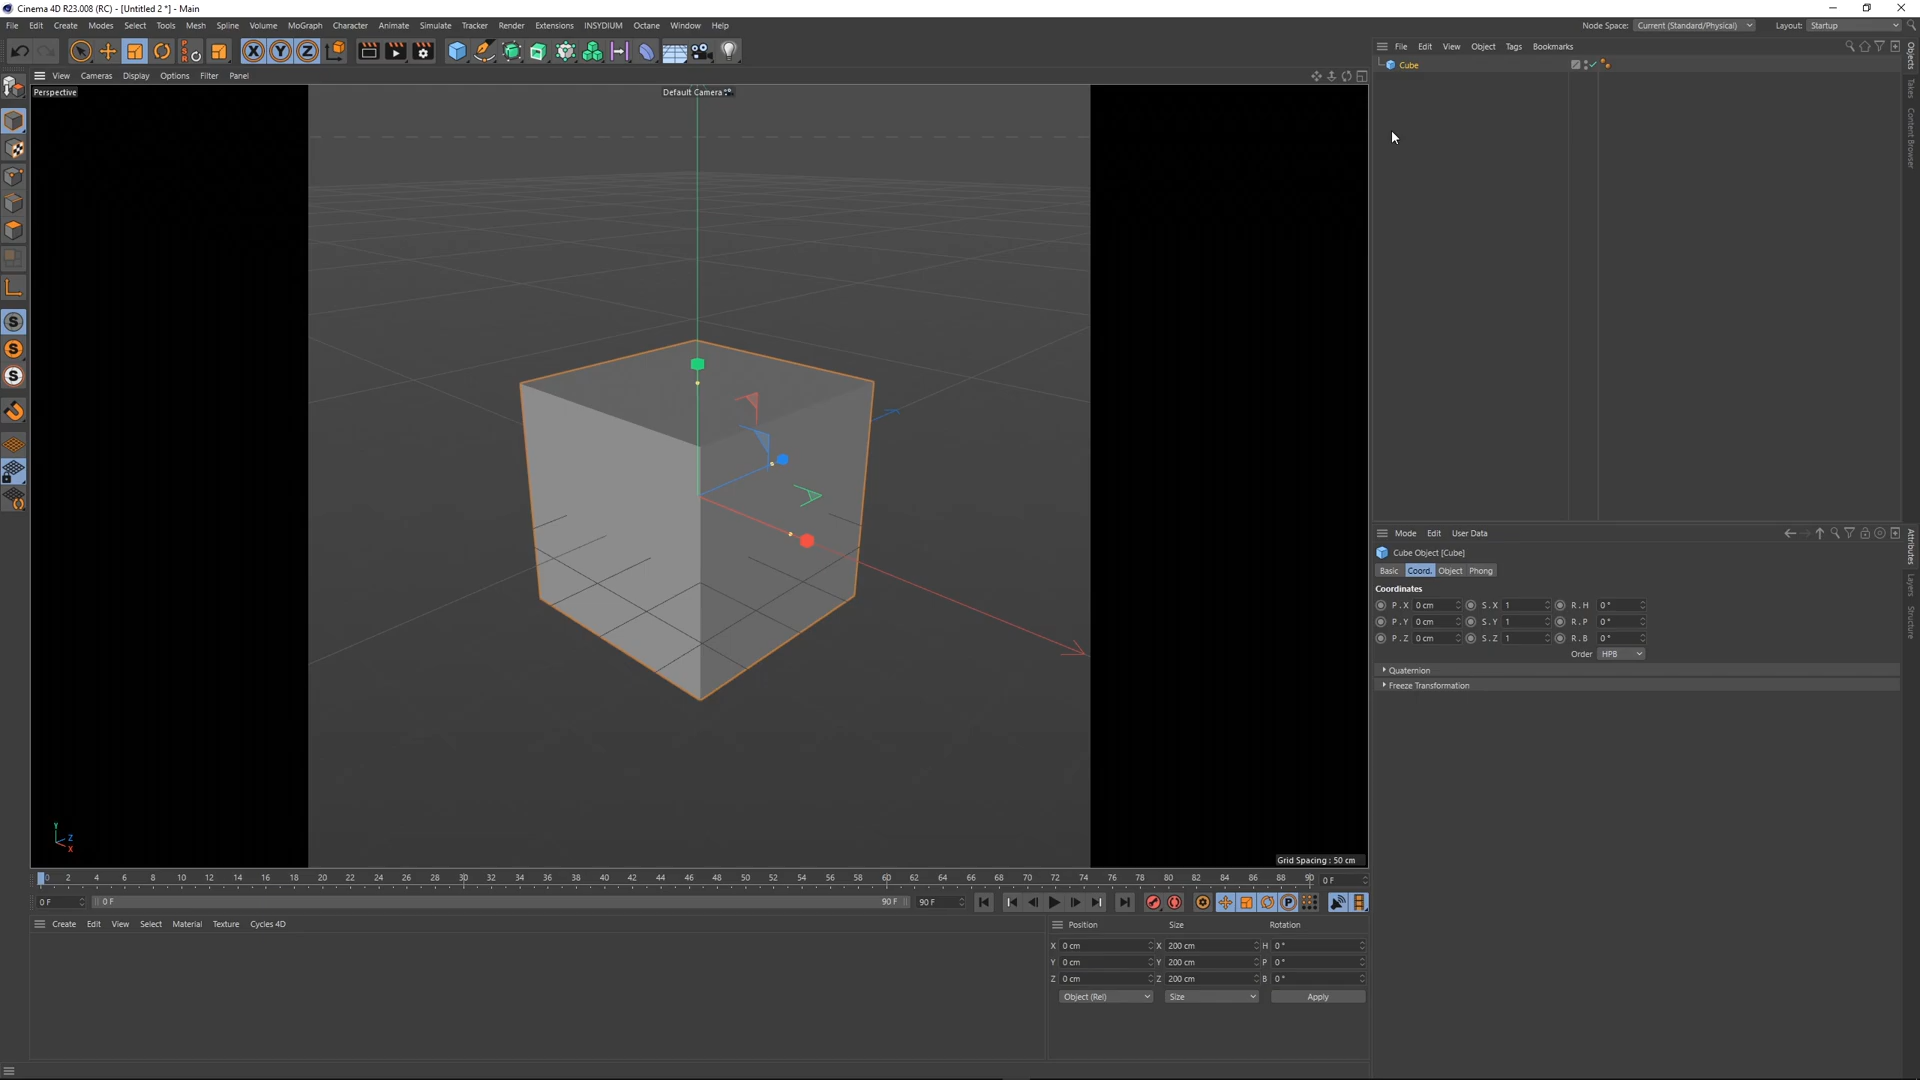 Cinema 4D R23.008 (RC) - [Untitled 2 *] - Main
File Edit Create Modes Select Tools Mesh Spline Volume MoGraph Character Animate Simulate Tracker Render Extensions INSYDIUM Octane Window Help
Node Space: Current (Standard/Physical) Layout: Startup
X Y Z
File Edit View Object Tags Bookmarks
Cube
View Cameras Display Options Filter Panel
Perspective
Default Camera
Objects
Takes
Content Browser
S
S
S
Y
Z
X
Grid Spacing : 50 cm
Mode Edit User Data
Cube Object [Cube]
Basic Coord. Object Phong
Coordinates
P . X 0 cm S . X 1 R . H 0 °
P . Y 0 cm S . Y 1 R . P 0 °
P . Z 0 cm S . Z 1 R . B 0 °
Order HPB
Quaternion
Freeze Transformation
Attributes
Layers
Structure
0 2 4 6 8 10 12 14 16 18 20 22 24 26 28 30 32 34 36 38 40 42 44 46 48 50 52 54 56 58 60 62 64 66 68 70 72 74 76 78 80 82 84 86 88 90 0 F
0 F 0 F 90 F 90 F P
Create Edit View Select Material Texture Cycles 4D
Position Size Rotation
X 0 cm X 200 cm H 0 °
Y 0 cm Y 200 cm P 0 °
Z 0 cm Z 200 cm B 0 °
Object (Rel) Size Apply